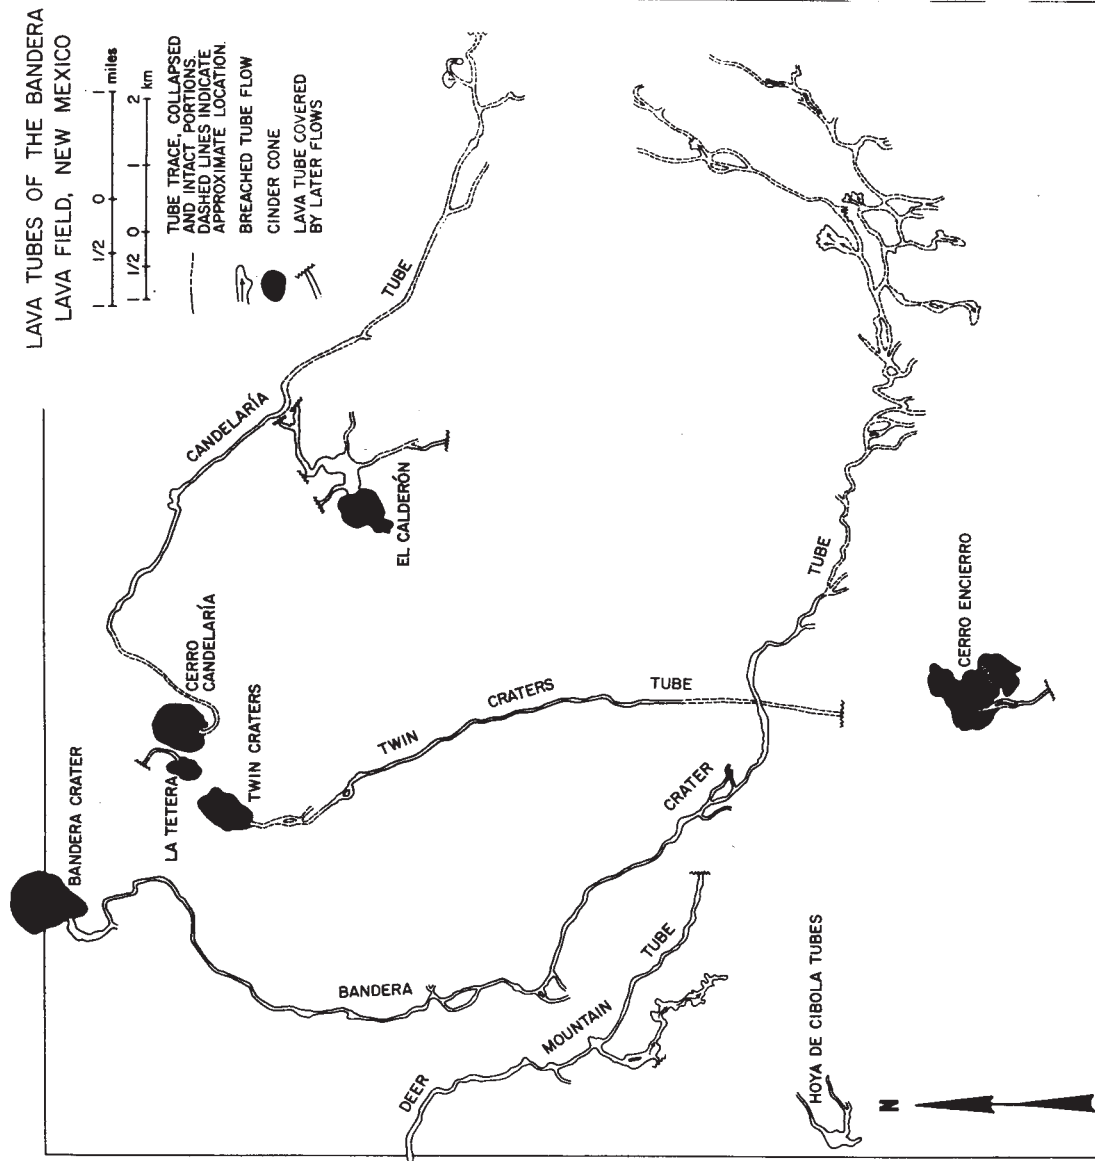 LAVA TUBES OF THE BANDERA
LAVA FIELD, NEW MEXICO
1 1/2 0 1 miles
1 1/2 0 1 2 km
TUBE TRACE, COLLAPSED
AND INTACT PORTIONS.
DASHED LINES INDICATE
APPROXIMATE LOCATION.
BREACHED TUBE FLOW
CINDER CONE
LAVA TUBE COVERED
BY LATER FLOWS
BANDERA CRATER
LA TETERA
CERRO
CANDELARÍA
TWIN CRATERS
CANDELARÍA
TUBE
EL CALDERÓN
TWIN
CRATERS
TUBE
BANDERA
CRATER
TUBE
DEER
MOUNTAIN
TUBE
CERRO ENCIERRO
HOYA DE CIBOLA TUBES
N